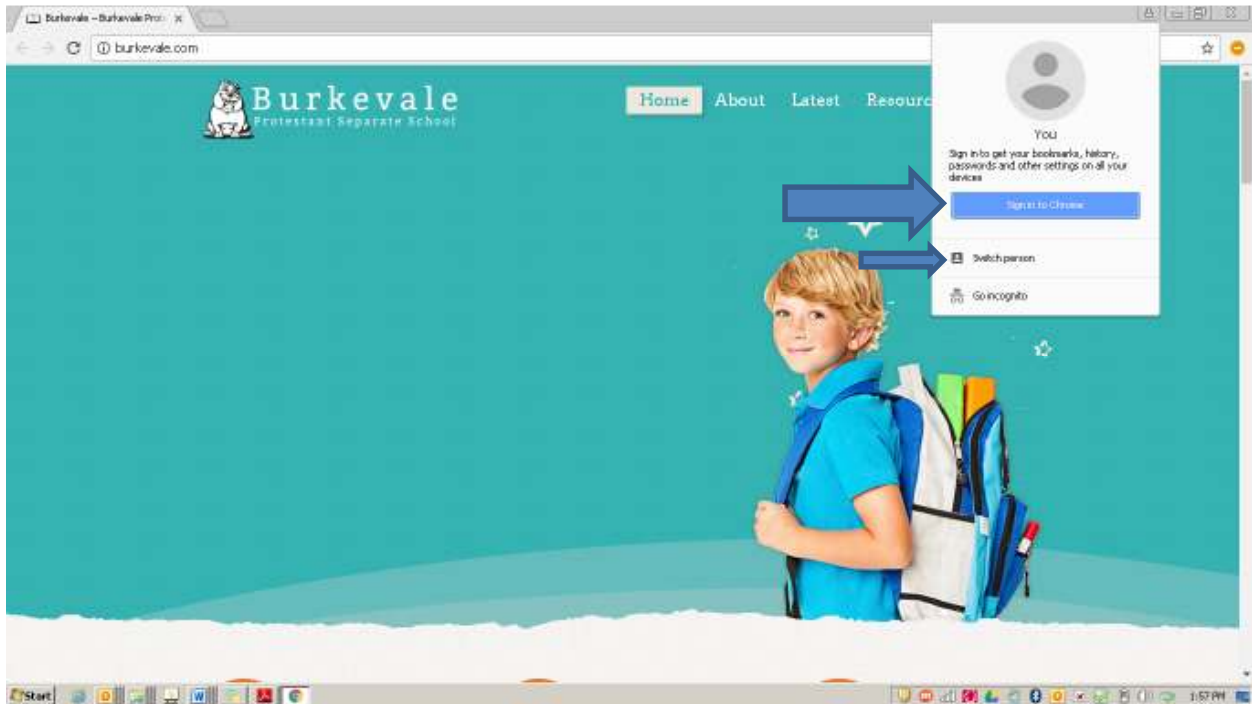 Burkevale – Burkevale Prot
burkevale.com
Burkevale
Protestant Separate School
Home About Latest Resourc
You
Sign in to get your bookmarks, history,
passwords and other settings on all your
devices
Sign in to Chrome
Switch person
Go incognito
Start
1:57 PM